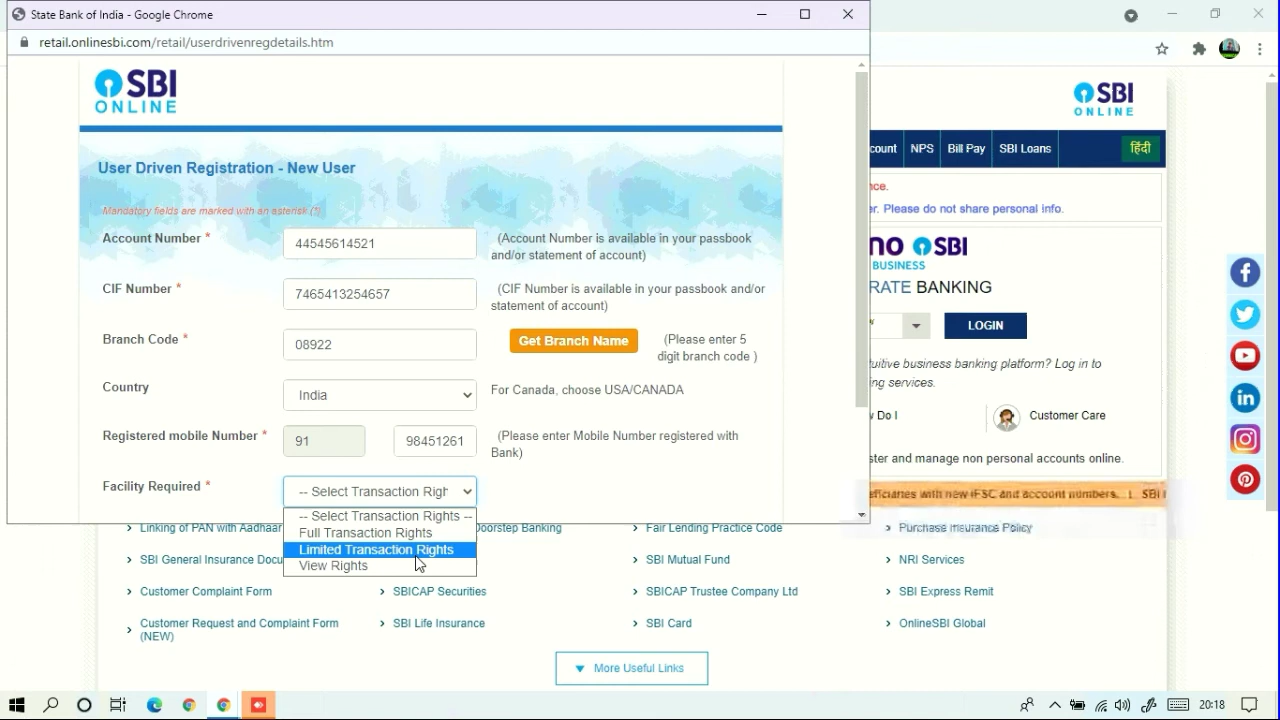 State Bank of India - Google Chrome
retail.onlinesbi.com/retail/userdrivenregdetails.htm
SBI
ONLINE
User Driven Registration - New User
Mandatory fields are marked with an asterisk (*)
Account Number *
44545614521
(Account Number is available in your passbook
and/or statement of account)
CIF Number *
7465413254657
(CIF Number is available in your passbook and/or
statement of account)
Branch Code *
08922
Get Branch Name
(Please enter 5
digit branch code )
Country
India
For Canada, choose USA/CANADA
Registered mobile Number *
91
98451261
(Please enter Mobile Number registered with
Bank)
Facility Required *
-- Select Transaction Righ
-- Select Transaction Rights --
Full Transaction Rights
Limited Transaction Rights
View Rights
SBI
ONLINE
count
NPS
Bill Pay
SBI Loans
हिंदी
nce.
er. Please do not share personal info.
no SBI
BUSINESS
RATE BANKING
LOGIN
tuitive business banking platform? Log in to
ng services.
w Do I
Customer Care
ster and manage non personal accounts online.
eficiaries with new IFSC and account numbers. | SBI
Linking of PAN with Aadhaar
Doorstep Banking
Fair Lending Practice Code
Purchase Insurance Policy
SBI General Insurance Docu
SBI Mutual Fund
NRI Services
Customer Complaint Form
SBICAP Securities
SBICAP Trustee Company Ltd
SBI Express Remit
Customer Request and Complaint Form
(NEW)
SBI Life Insurance
SBI Card
OnlineSBI Global
More Useful Links
20:18